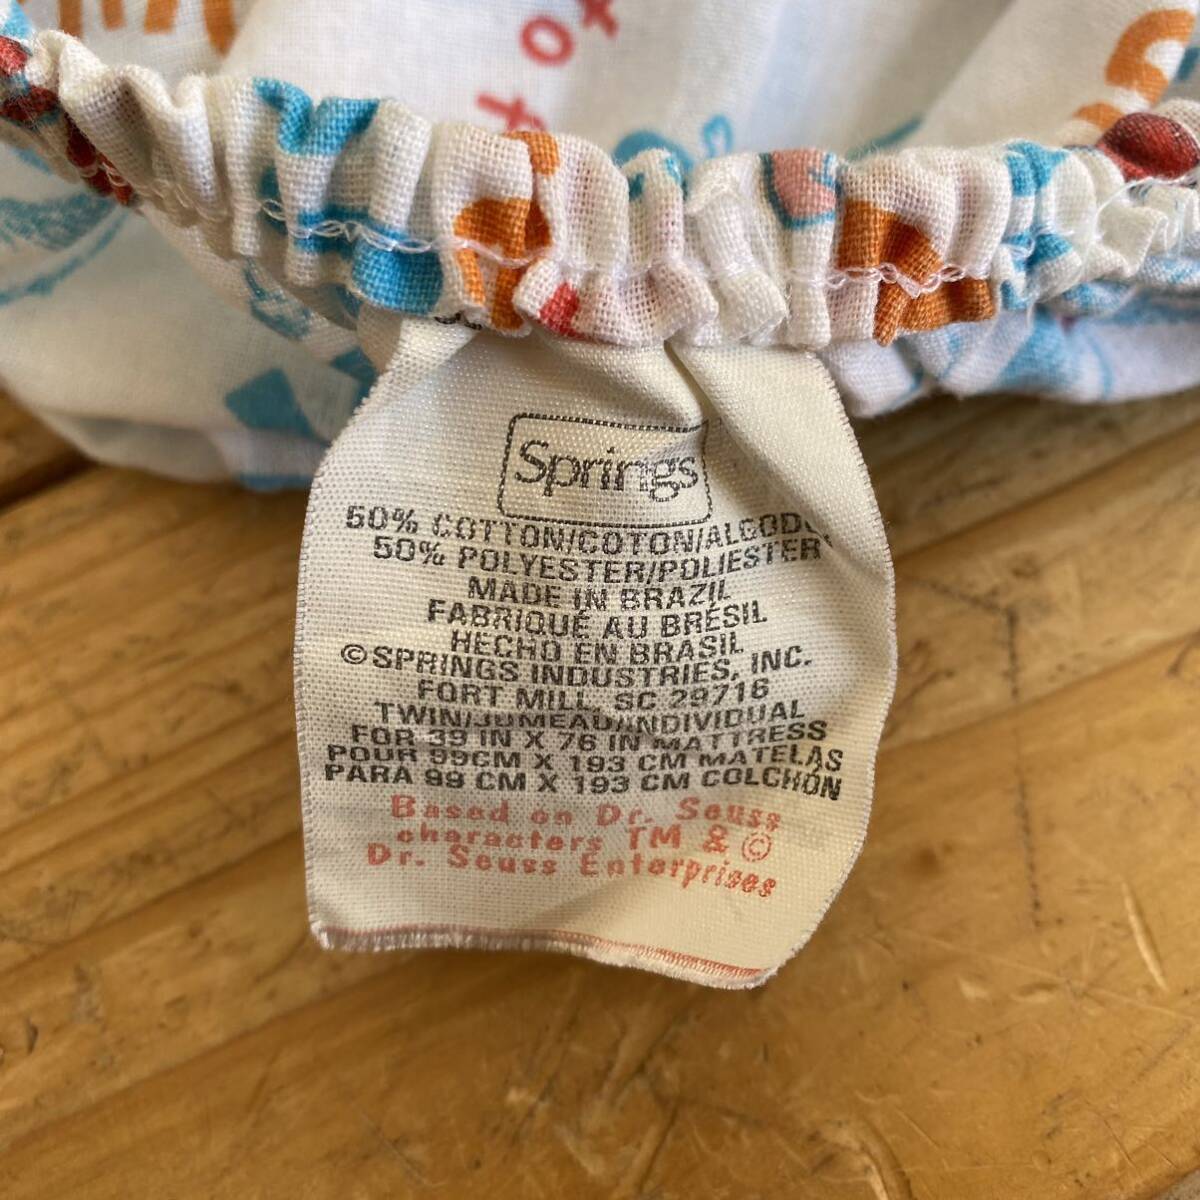 Springs
50% COTTON/COTON/ALGODO
50% POLYESTER/POLIESTER
MADE IN BRAZIL
FABRIQUÉ AU BRÉSIL
HECHO EN BRASIL
©SPRINGS INDUSTRIES, INC.
FORT MILL, SC 29716
TWIN/JUMEAU/INDIVIDUAL
FOR 39 IN X 76 IN MATTRESS
POUR 99CM X 193 CM MATELAS
PARA 99 CM X 193 CM COLCHÓN
Based on Dr. Seuss
characters TM & ©
Dr. Seuss Enterprises